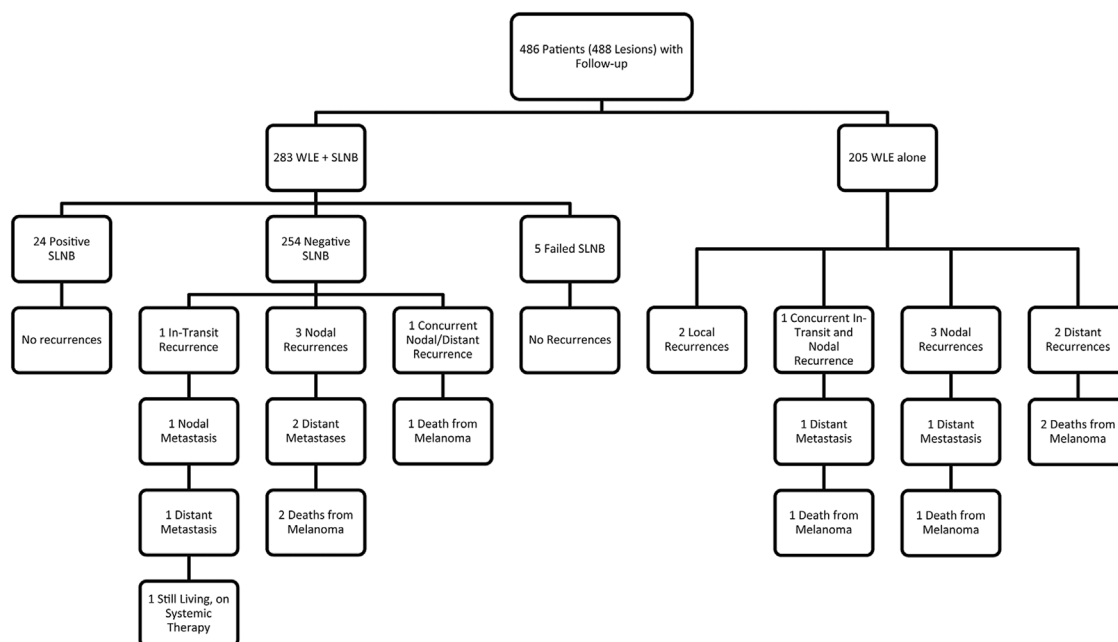 486 Patients (488 Lesions) with
Follow-up
283 WLE + SLNB
205 WLE alone
24 Positive
SLNB
254 Negative
SLNB
5 Failed SLNB
No recurrences
1 In-Transit
Recurrence
3 Nodal
Recurrences
1 Concurrent
Nodal/Distant
Recurrence
No Recurrences
2 Local
Recurrences
1 Concurrent In-
Transit and
Nodal
Recurrence
3 Nodal
Recurrences
2 Distant
Recurrences
1 Nodal
Metastasis
2 Distant
Metastases
1 Death from
Melanoma
1 Distant
Metastasis
1 Distant
Mestastasis
2 Deaths from
Melanoma
1 Distant
Metastasis
2 Deaths from
Melanoma
1 Death from
Melanoma
1 Death from
Melanoma
1 Still Living, on
Systemic
Therapy